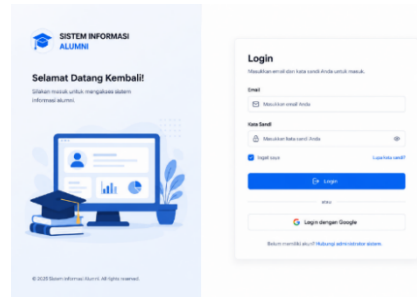 SISTEM INFORMASI
ALUMNI
Selamat Datang Kembali!
Silakan masuk untuk mengakses sistem
informasi alumni.
© 2025 Sistem Informasi Alumni. All rights reserved.
Login
Masukkan email dan kata sandi Anda untuk masuk.
Email
Masukkan email Anda
Kata Sandi
Masukkan kata sandi Anda
Ingat saya
Lupa kata sandi?
Login
atau
Login dengan Google
Belum memiliki akun? Hubungi administrator sistem.